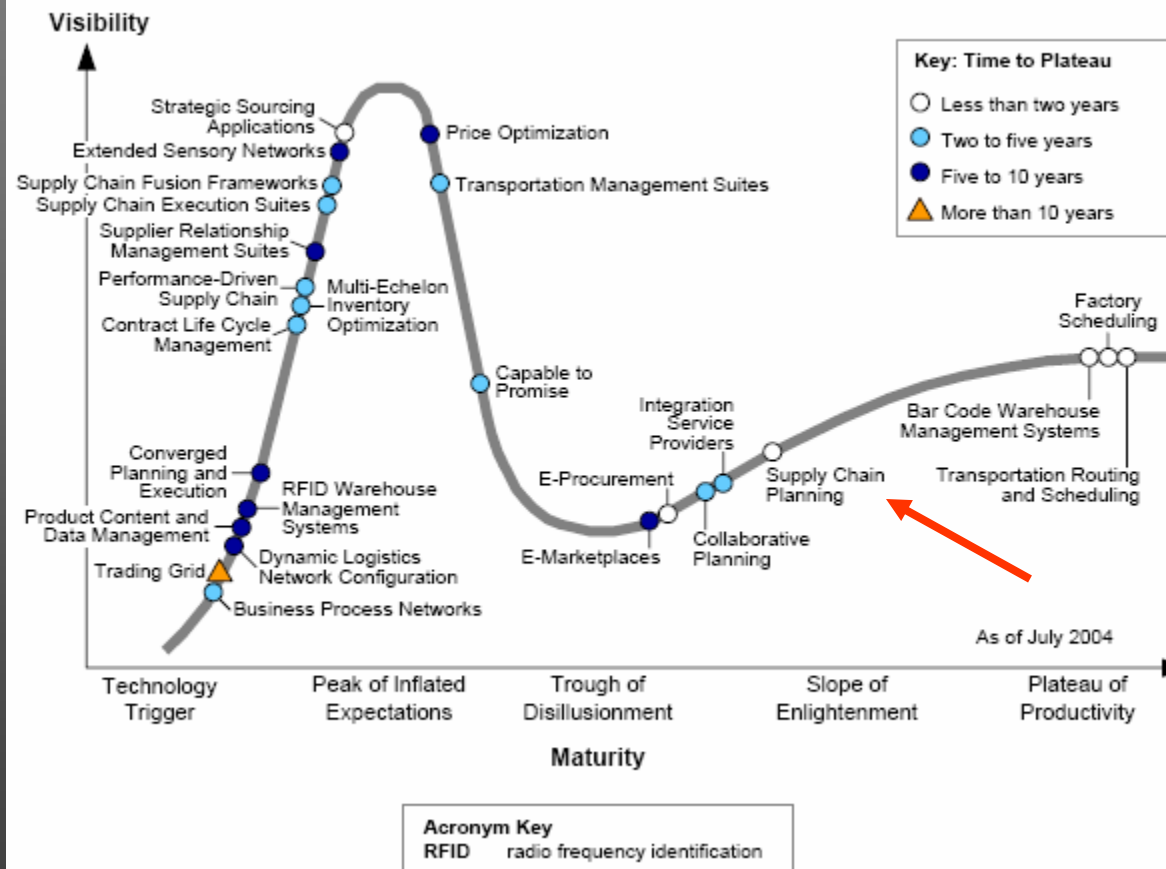 Visibility
Key: Time to Plateau
Less than two years
Two to five years
Five to 10 years
More than 10 years
Strategic Sourcing
Applications
Extended Sensory Networks
Supply Chain Fusion Frameworks
Supply Chain Execution Suites
Supplier Relationship
Management Suites
Performance-Driven
Supply Chain
Multi-Echelon
Inventory
Optimization
Contract Life Cycle
Management
Converged
Planning and
Execution
RFID Warehouse
Management
Systems
Product Content and
Data Management
Dynamic Logistics
Network Configuration
Trading Grid
Business Process Networks
Price Optimization
Transportation Management Suites
Capable to
Promise
E-Marketplaces
E-Procurement
Collaborative
Planning
Integration
Service
Providers
Supply Chain
Planning
Bar Code Warehouse
Management Systems
Factory
Scheduling
Transportation Routing
and Scheduling
As of July 2004
Technology
Trigger
Peak of Inflated
Expectations
Trough of
Disillusionment
Slope of
Enlightenment
Plateau of
Productivity
Maturity
Acronym Key
RFID radio frequency identification